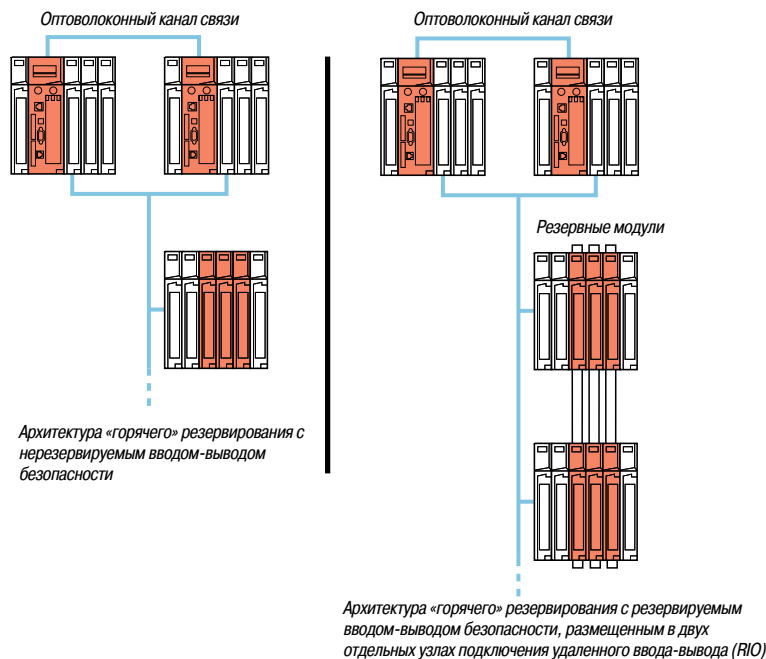 Оптоволоконный канал связи
Оптоволоконный канал связи
Резервные модули
Архитектура «горячего» резервирования с
нерезервируемым вводом-выводом
безопасности
Архитектура «горячего» резервирования с резервируемым
вводом-выводом безопасности, размещенным в двух
отдельных узлах подключения удаленного ввода-вывода (RIO)